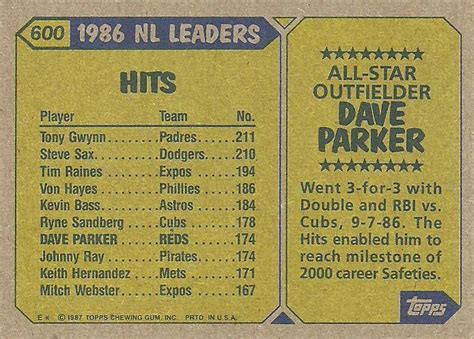 600 1986 NL LEADERS
HITS
Player Team No.
Tony Gwynn.......Padres....211
Steve Sax.........Dodgers...210
Tim Raines........Expos.....194
Von Hayes........Phillies....186
Kevin Bass........Astros.....184
Ryne Sandberg....Cubs......178
DAVE PARKER.....REDS......174
Johnny Ray........Pirates....174
Keith Hernandez...Mets......171
Mitch Webster.....Expos.....167
E* ©1987 TOPPS CHEWING GUM, INC. PRTD. IN U.S.A.
ALL-STAR
OUTFIELDER
DAVE
PARKER
Went 3-for-3 with
Double and RBI vs.
Cubs, 9-7-86. The
Hits enabled him to
reach milestone of
2000 career Safeties.
topps